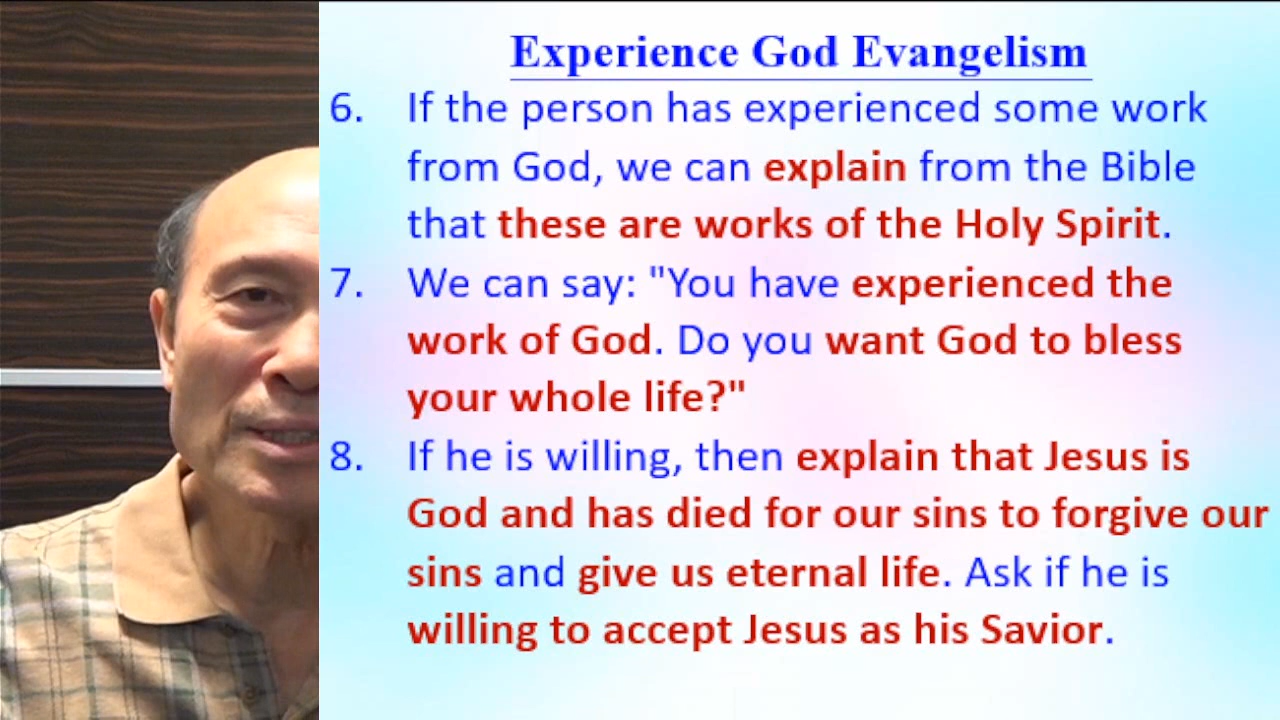 Experience God Evangelism
6. If the person has experienced some work
from God, we can explain from the Bible
that these are works of the Holy Spirit.
7. We can say: "You have experienced the
work of God. Do you want God to bless
your whole life?"
8. If he is willing, then explain that Jesus is
God and has died for our sins to forgive our
sins and give us eternal life. Ask if he is
willing to accept Jesus as his Savior.